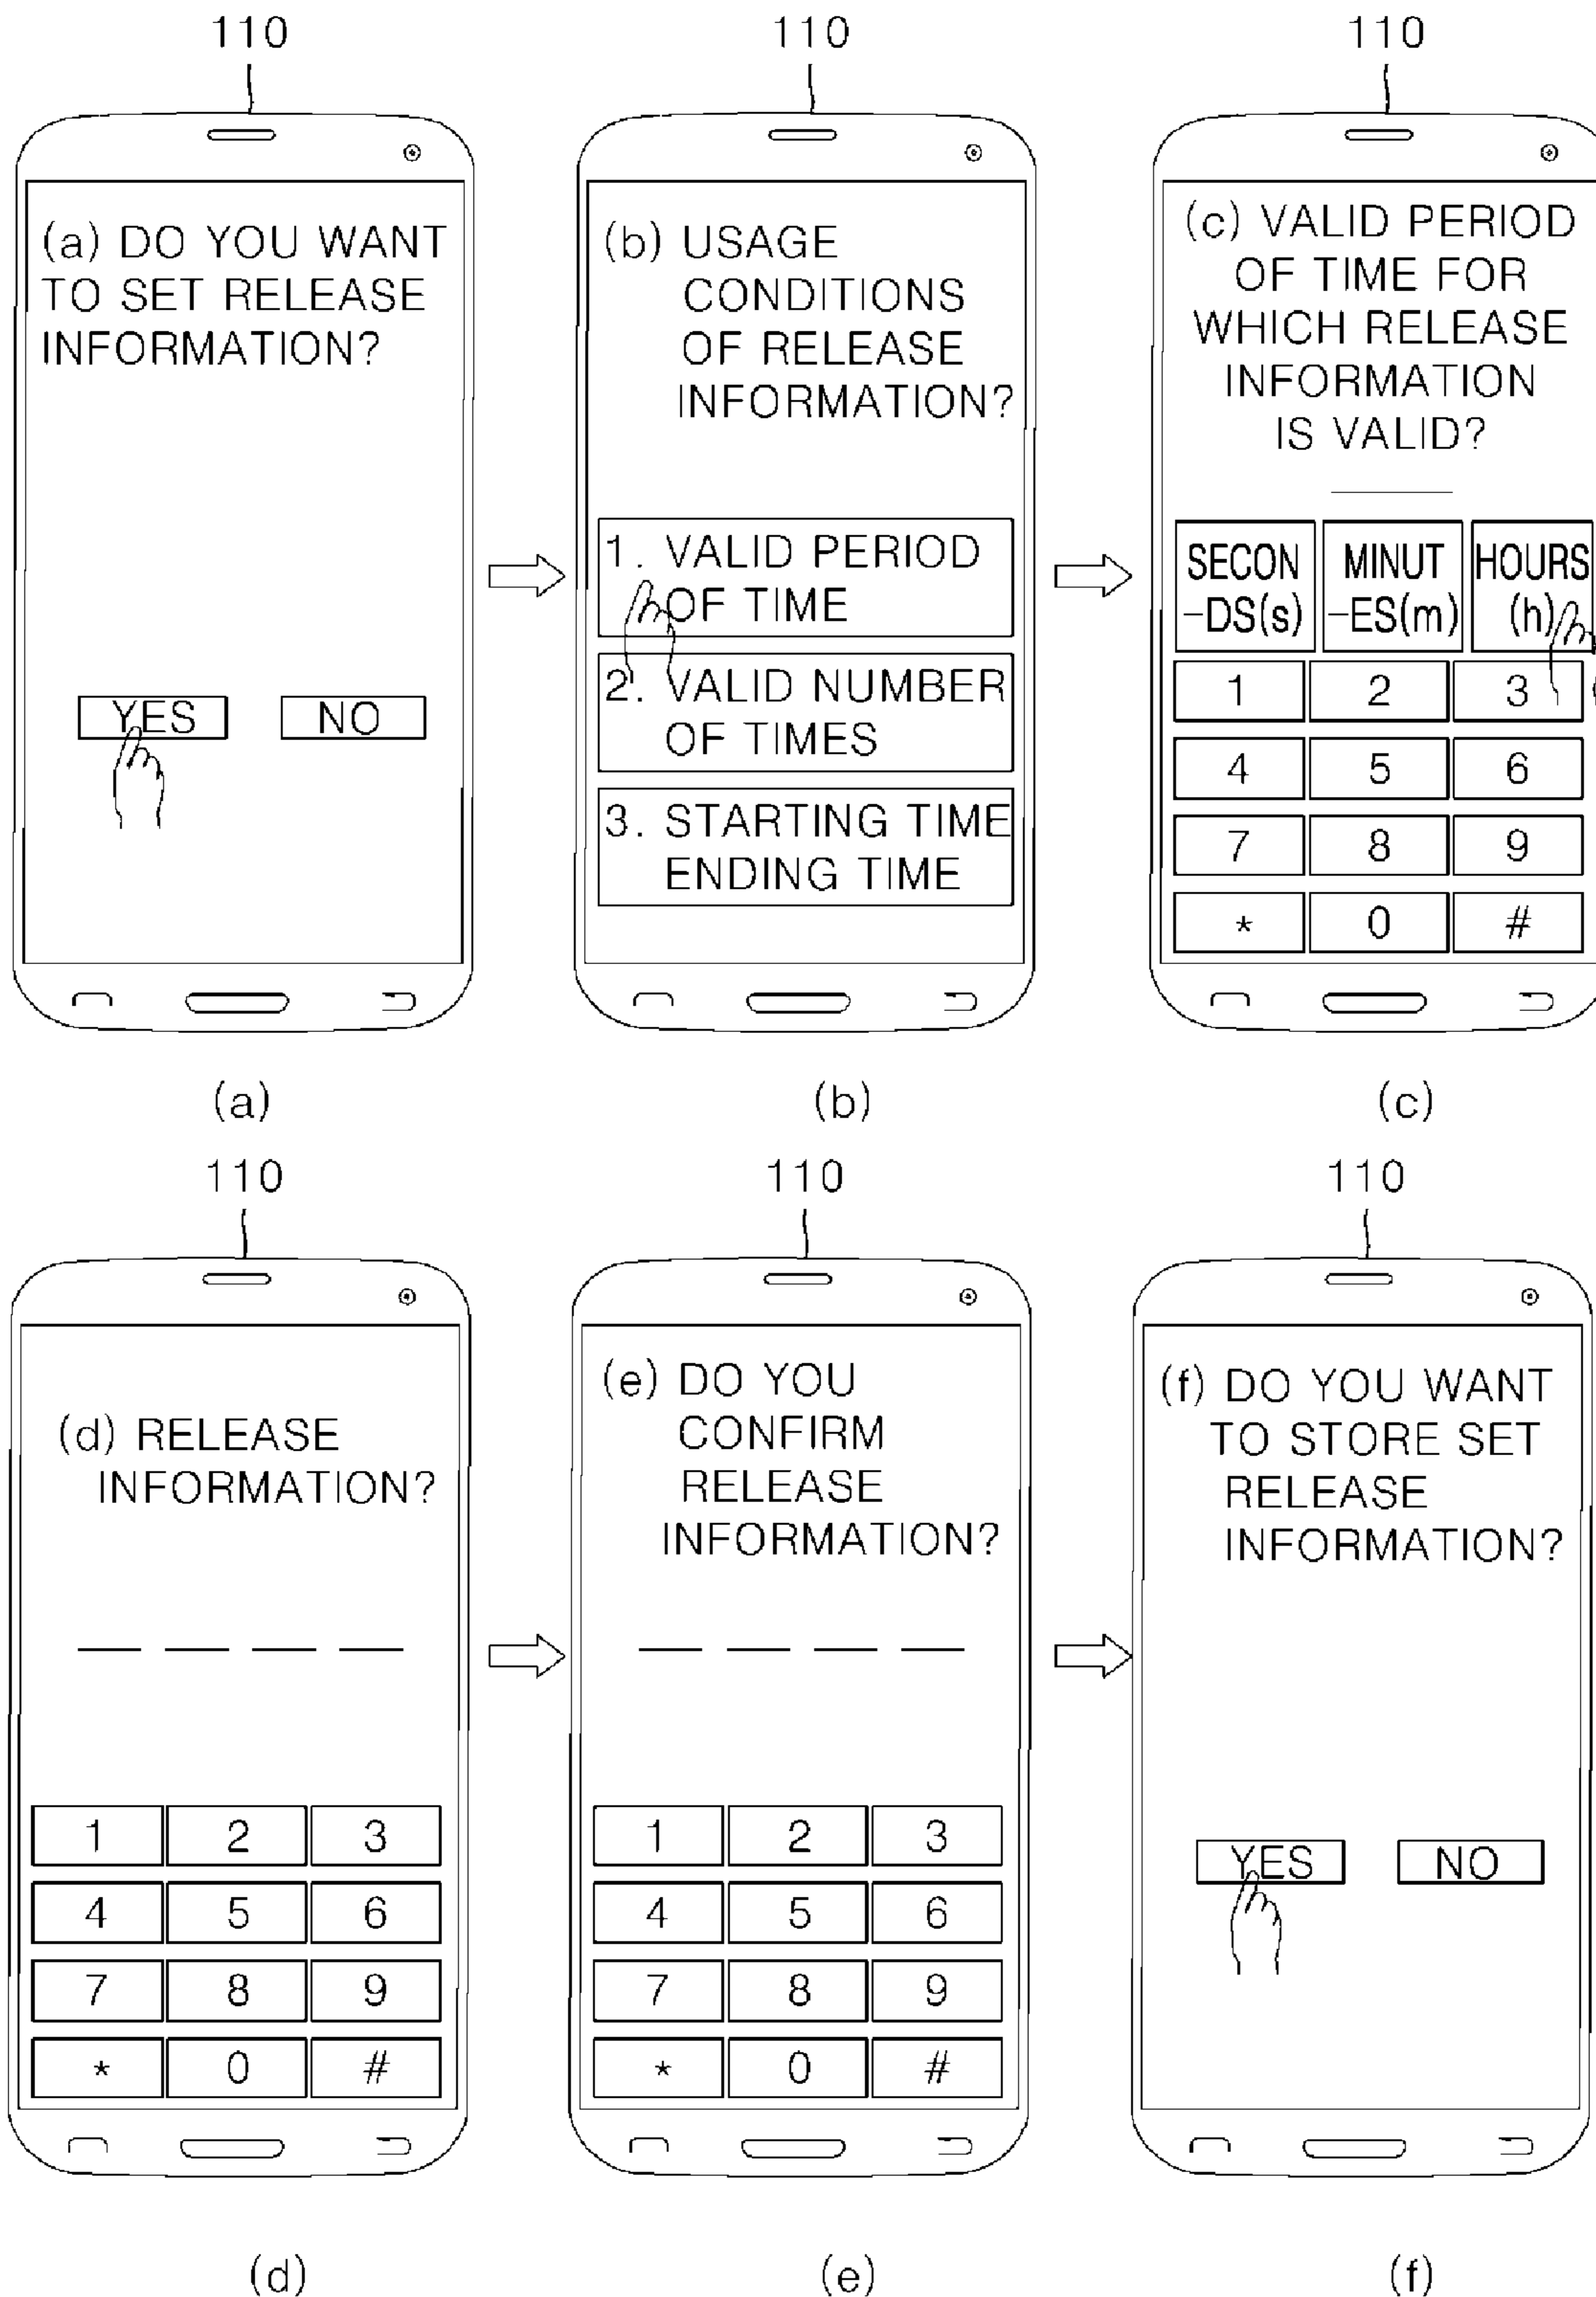 110
110
110
(a) DO YOU WANT
TO SET RELEASE
INFORMATION?
YES
NO
(b) USAGE
CONDITIONS
OF RELEASE
INFORMATION?
1. VALID PERIOD
OF TIME
2. VALID NUMBER
OF TIMES
3. STARTING TIME
ENDING TIME
(c) VALID PERIOD
OF TIME FOR
WHICH RELEASE
INFORMATION
IS VALID?
SECON
-DS(s)
MINUT
-ES(m)
HOURS
(h)
1 2 3
4 5 6
7 8 9
* 0 #
(a)
(b)
(c)
110
110
110
(d) RELEASE
INFORMATION?
1 2 3
4 5 6
7 8 9
* 0 #
(e) DO YOU
CONFIRM
RELEASE
INFORMATION?
1 2 3
4 5 6
7 8 9
* 0 #
(f) DO YOU WANT
TO STORE SET
RELEASE
INFORMATION?
YES
NO
(d)
(e)
(f)